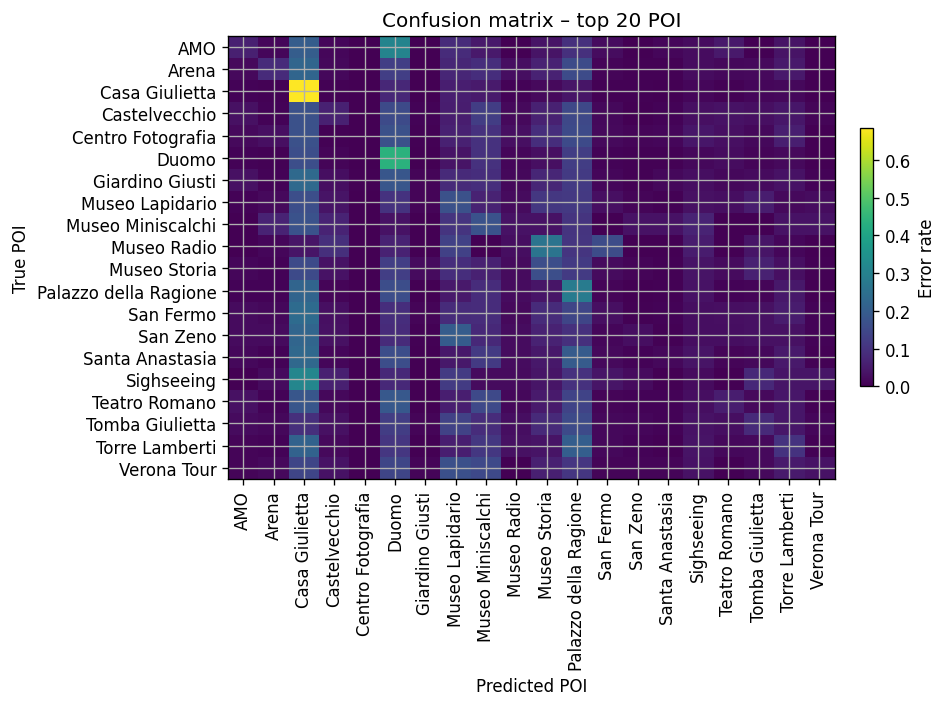 Confusion matrix – top 20 POI
AMO
Arena
Casa Giulietta
Castelvecchio
Centro Fotografia
Duomo
Giardino Giusti
Museo Lapidario
Museo Miniscalchi
Museo Radio
Museo Storia
Palazzo della Ragione
San Fermo
San Zeno
Santa Anastasia
Sighseeing
Teatro Romano
Tomba Giulietta
Torre Lamberti
Verona Tour
True POI
AMO
Arena
Casa Giulietta
Castelvecchio
Centro Fotografia
Duomo
Giardino Giusti
Museo Lapidario
Museo Miniscalchi
Museo Radio
Museo Storia
Palazzo della Ragione
San Fermo
San Zeno
Santa Anastasia
Sighseeing
Teatro Romano
Tomba Giulietta
Torre Lamberti
Verona Tour
Predicted POI
0.6
0.5
0.4
0.3
0.2
0.1
0.0
Error rate